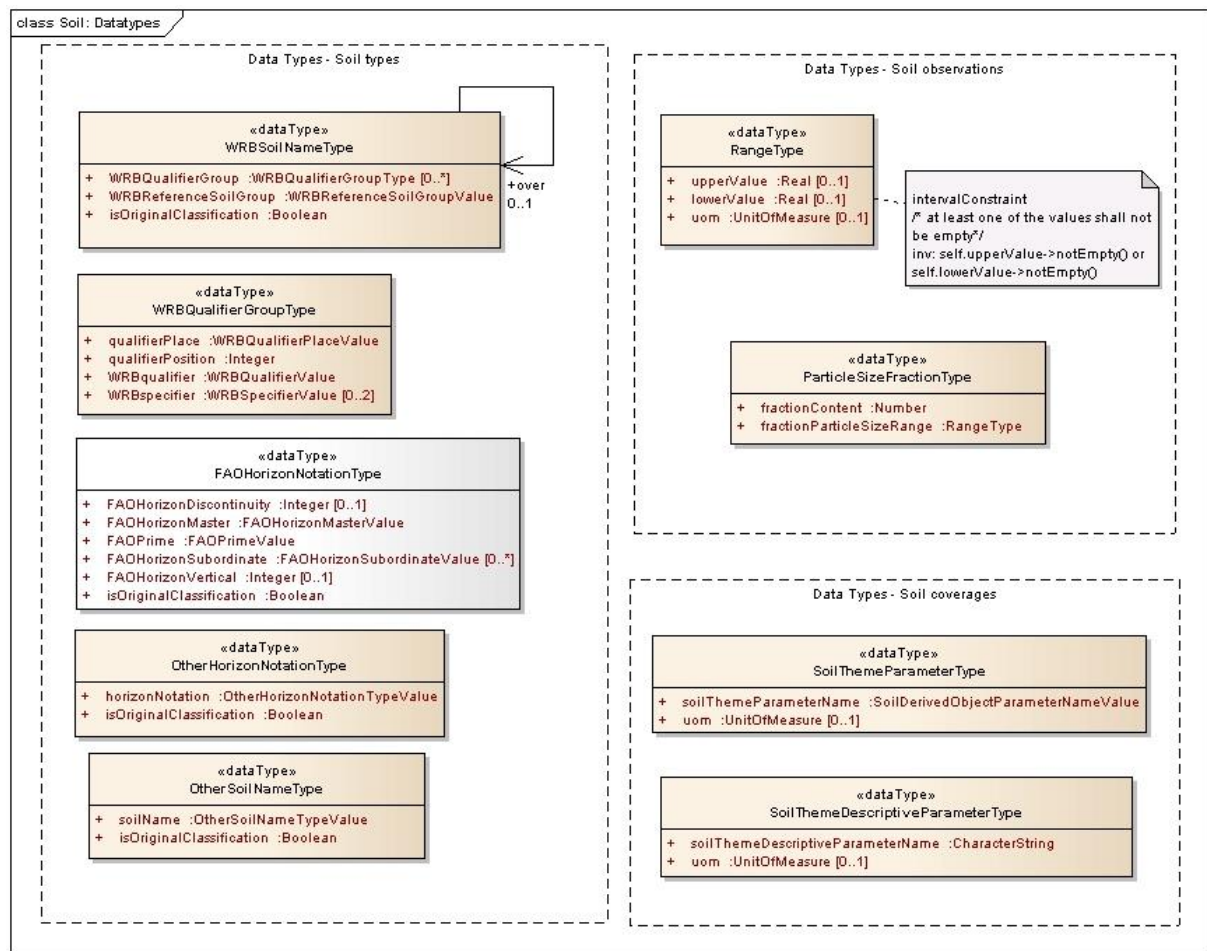 class Soil: Datatypes
Data Types - Soil types
«dataType»
WRBSoilNameType
+ WRBQualifierGroup :WRBQualifierGroupType [0..*]
+ WRBReferenceSoilGroup :WRBReferenceSoilGroupValue
+ isOriginalClassification :Boolean
+over
0..1
«dataType»
WRBQualifierGroupType
+ qualifierPlace :WRBQualifierPlaceValue
+ qualifierPosition :Integer
+ WRBqualifier :WRBQualifierValue
+ WRBspecifier :WRBSpecifierValue [0..2]
«dataType»
FAOHorizonNotationType
+ FAOHorizonDiscontinuity :Integer [0..1]
+ FAOHorizonMaster :FAOHorizonMasterValue
+ FAOPrime :FAOPrimeValue
+ FAOHorizonSubordinate :FAOHorizonSubordinateValue [0..*]
+ FAOHorizonVertical :Integer [0..1]
+ isOriginalClassification :Boolean
«dataType»
OtherHorizonNotationType
+ horizonNotation :OtherHorizonNotationTypeValue
+ isOriginalClassification :Boolean
«dataType»
OtherSoilNameType
+ soilName :OtherSoilNameTypeValue
+ isOriginalClassification :Boolean
Data Types - Soil observations
«dataType»
RangeType
+ upperValue :Real [0..1]
+ lowerValue :Real [0..1]
+ uom :UnitOfMeasure [0..1]
intervalConstraint
/* at least one of the values shall not
be empty*/
inv: self.upperValue->notEmpty() or
self.lowerValue->notEmpty()
«dataType»
ParticleSizeFractionType
+ fractionContent :Number
+ fractionParticleSizeRange :RangeType
Data Types - Soil coverages
«dataType»
SoilThemeParameterType
+ soilThemeParameterName :SoilDerivedObjectParameterNameValue
+ uom :UnitOfMeasure [0..1]
«dataType»
SoilThemeDescriptiveParameterType
+ soilThemeDescriptiveParameterName :CharacterString
+ uom :UnitOfMeasure [0..1]